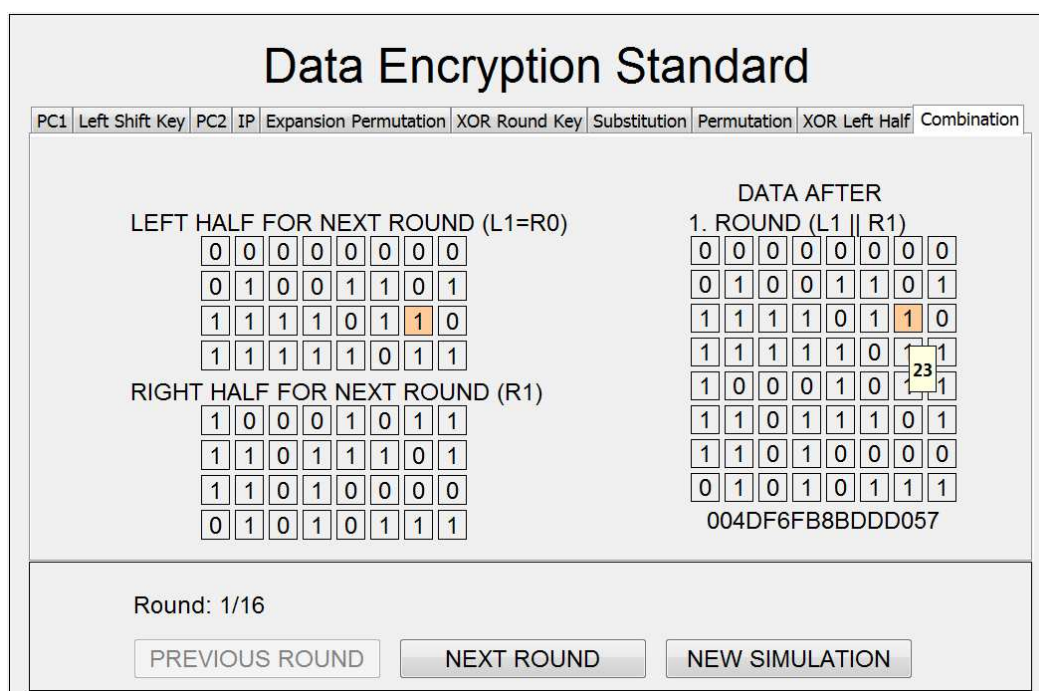 Data Encryption Standard
PC1 Left Shift Key PC2 IP Expansion Permutation XOR Round Key Substitution Permutation XOR Left Half Combination
LEFT HALF FOR NEXT ROUND (L1=R0)
0 0 0 0 0 0 0 0
0 1 0 0 1 1 0 1
1 1 1 1 0 1 1 0
1 1 1 1 1 0 1 1
RIGHT HALF FOR NEXT ROUND (R1)
1 0 0 0 1 0 1 1
1 1 0 1 1 1 0 1
1 1 0 1 0 0 0 0
0 1 0 1 0 1 1 1
DATA AFTER
1. ROUND (L1 || R1)
0 0 0 0 0 0 0 0
0 1 0 0 1 1 0 1
1 1 1 1 0 1 1 0
1 1 1 1 1 0 1 1
23
1 0 0 0 1 0 1 1
1 1 0 1 1 1 0 1
1 1 0 1 0 0 0 0
0 1 0 1 0 1 1 1
004DF6FB8BDDD057
Round: 1/16
PREVIOUS ROUND NEXT ROUND NEW SIMULATION